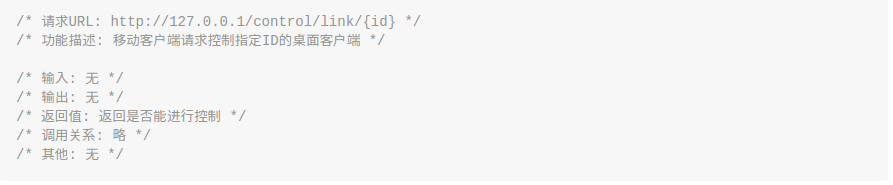 /* 请求URL: http://127.0.0.1/control/link/{id} */
/* 功能描述: 移动客户端请求控制指定ID的桌面客户端 */
/* 输入: 无 */
/* 输出: 无 */
/* 返回值: 返回是否能进行控制 */
/* 调用关系: 略 */
/* 其他: 无 */